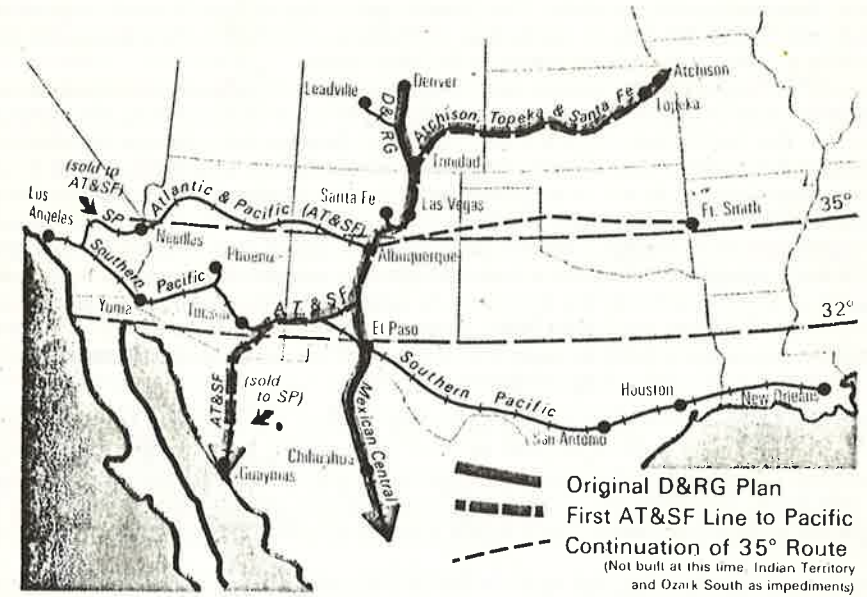 Atchison
Denver
Leadville
Topeka
D&RG
Atchison, Topeka & Santa Fe
Trinidad
(sold to
AT&SF)
Santa Fe
Las Vegas
Ft. Smith
35°
Los
Angeles
SP
Atlantic & Pacific (AT&SF)
Needles
Albuquerque
Phoenix
Southern Pacific
Yuma
Tucson
AT&SF
El Paso
32°
AT&SF
(sold
to SP)
Mexican Central
Southern Pacific
Houston
New Orleans
San Antonio
Chihuahua
Guaymas
Original D&RG Plan
First AT&SF Line to Pacific
Continuation of 35° Route
(Not built at this time. Indian Territory
and Ozark South as impediments)